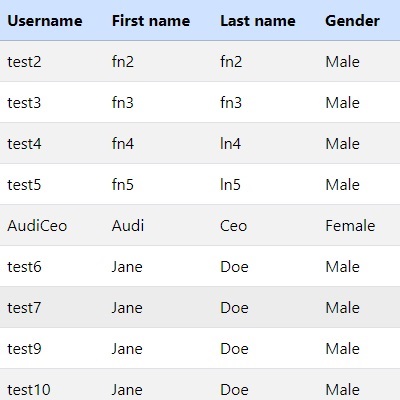 Username First name Last name Gender
test2 fn2 fn2 Male
test3 fn3 fn3 Male
test4 fn4 ln4 Male
test5 fn5 ln5 Male
AudiCeo Audi Ceo Female
test6 Jane Doe Male
test7 Jane Doe Male
test9 Jane Doe Male
test10 Jane Doe Male